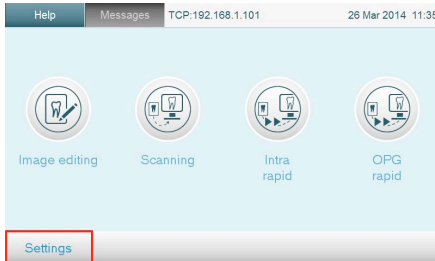 Help Messages TCP:192.168.1.101 26 Mar 2014 11:35
Image editing Scanning Intra rapid OPG rapid
Settings